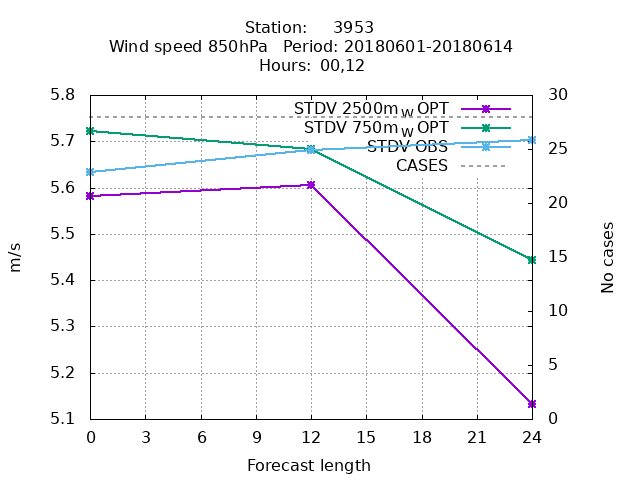 Station: 3953
Wind speed 850hPa Period: 20180601-20180614
Hours: 00,12
5.8
5.7
5.6
5.5
5.4
5.3
5.2
5.1
30
25
20
15
10
5
0
STDV 2500m_W OPT
STDV 750m_W OPT
STDV OBS
CASES
m/s
No cases
0 3 6 9 12 15 18 21 24
Forecast length